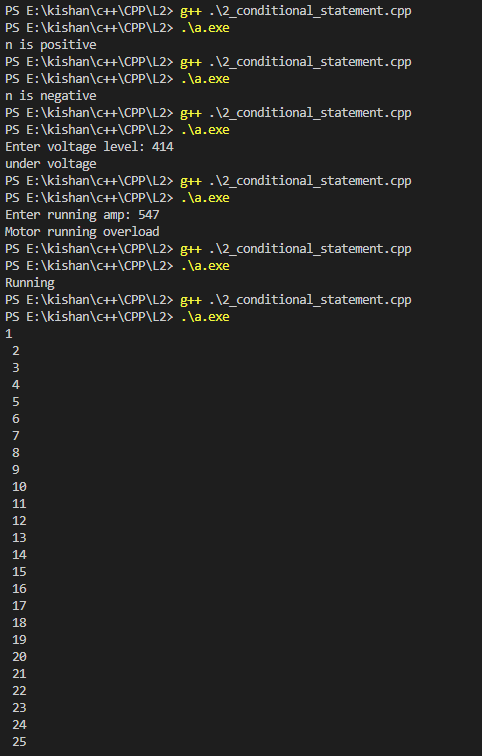 PS E:\kishan\c++\CPP\L2> g++ .\2_conditional_statement.cpp
PS E:\kishan\c++\CPP\L2> .\a.exe
n is positive
PS E:\kishan\c++\CPP\L2> g++ .\2_conditional_statement.cpp
PS E:\kishan\c++\CPP\L2> .\a.exe
n is negative
PS E:\kishan\c++\CPP\L2> g++ .\2_conditional_statement.cpp
PS E:\kishan\c++\CPP\L2> .\a.exe
Enter voltage level: 414
under voltage
PS E:\kishan\c++\CPP\L2> g++ .\2_conditional_statement.cpp
PS E:\kishan\c++\CPP\L2> .\a.exe
Enter running amp: 547
Motor running overload
PS E:\kishan\c++\CPP\L2> g++ .\2_conditional_statement.cpp
PS E:\kishan\c++\CPP\L2> .\a.exe
Running
PS E:\kishan\c++\CPP\L2> g++ .\2_conditional_statement.cpp
PS E:\kishan\c++\CPP\L2> .\a.exe
1
 2
 3
 4
 5
 6
 7
 8
 9
 10
 11
 12
 13
 14
 15
 16
 17
 18
 19
 20
 21
 22
 23
 24
 25